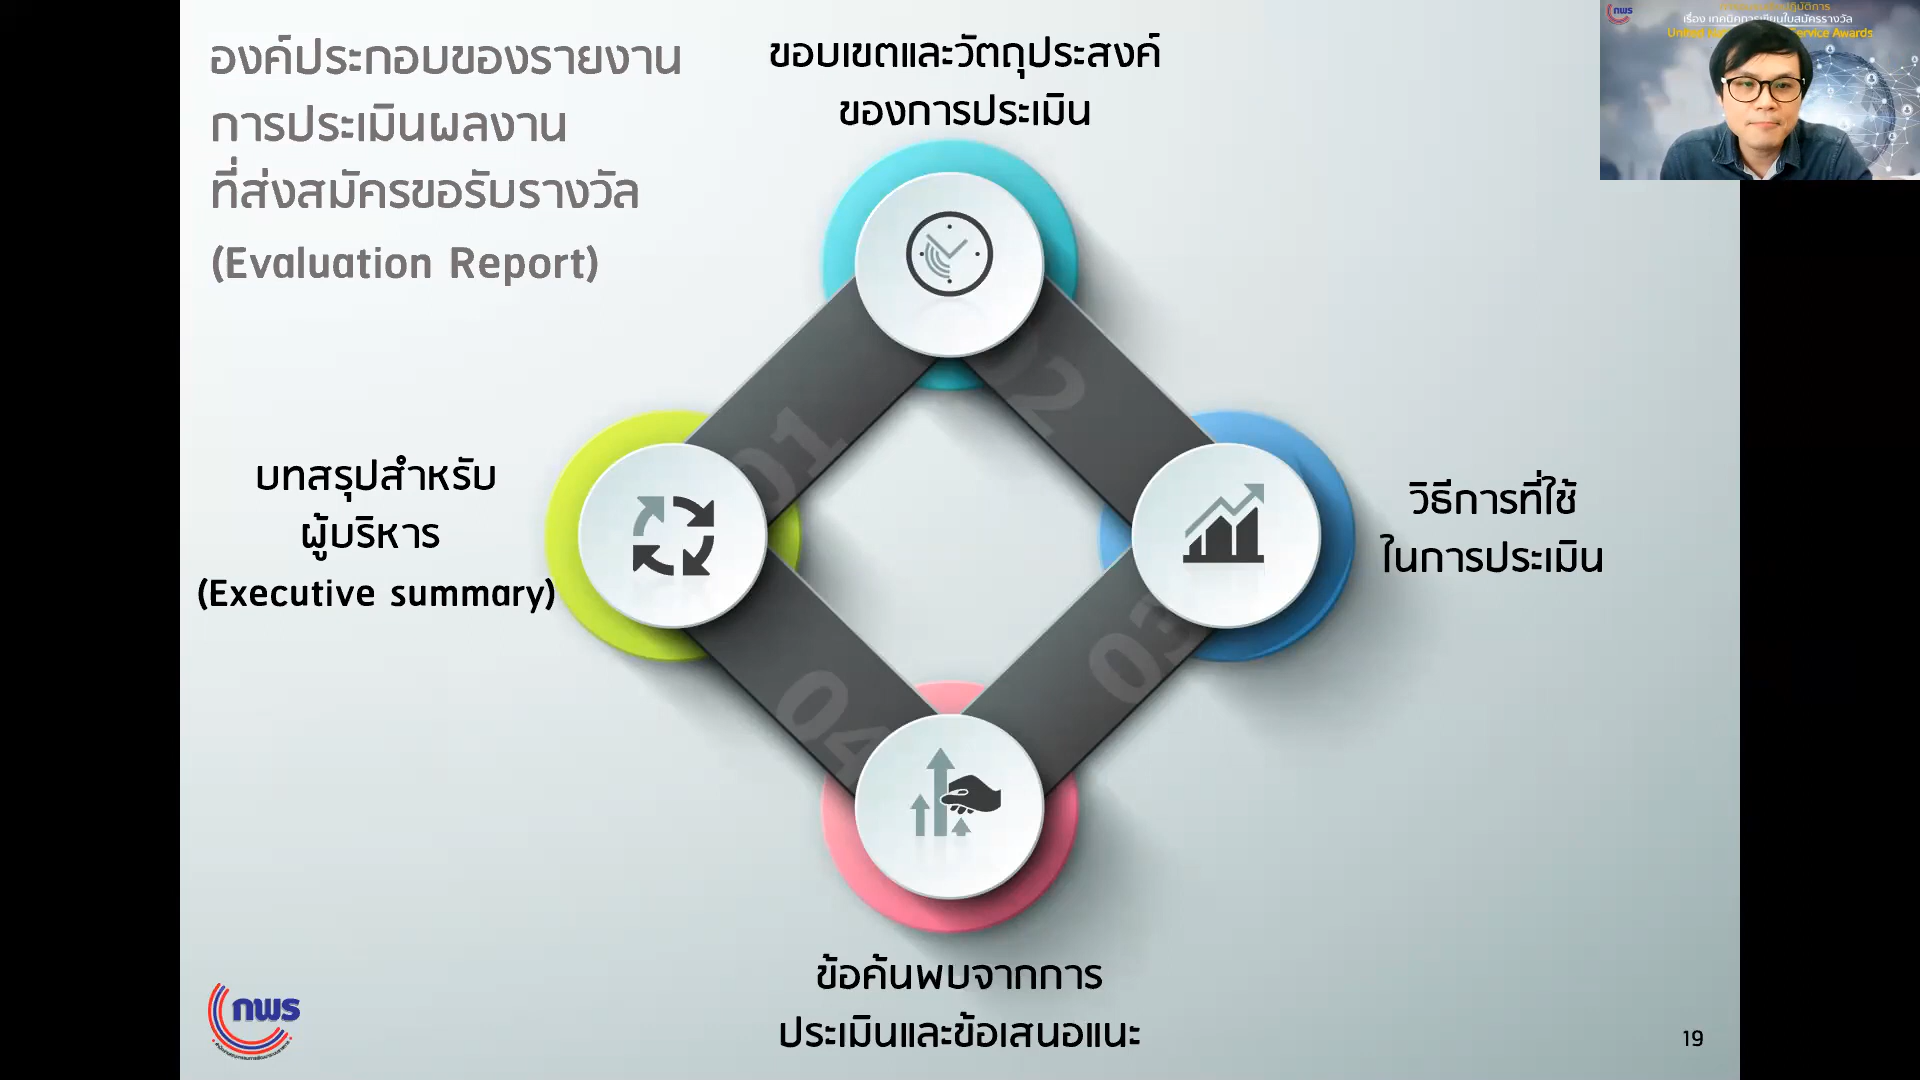 องค์ประกอบของรายงาน
การประเมินผลงาน
ที่ส่งสมัครขอรับรางวัล
(Evaluation Report)
ขอบเขตและวัตถุประสงค์
ของการประเมิน
กพร
เรื่อง เทคนิคการเขียนใบสมัครรางวัล
Service Awards
01
02
บทสรุปสำหรับ
ผู้บริหาร
(Executive summary)
วิธีการที่ใช้
ในการประเมิน
03
04
ข้อค้นพบจากการ
ประเมินและข้อเสนอแนะ
กพร
19